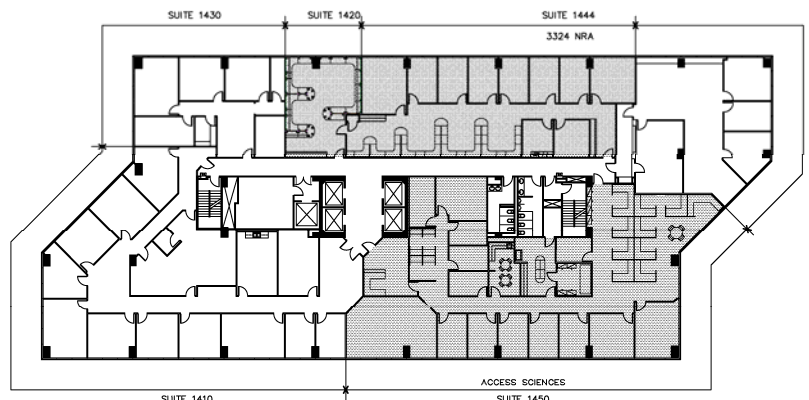 SUITE 1430
SUITE 1420
SUITE 1444
3324 NRA
ACCESS SCIENCES
SUITE 1410
SUITE 1450